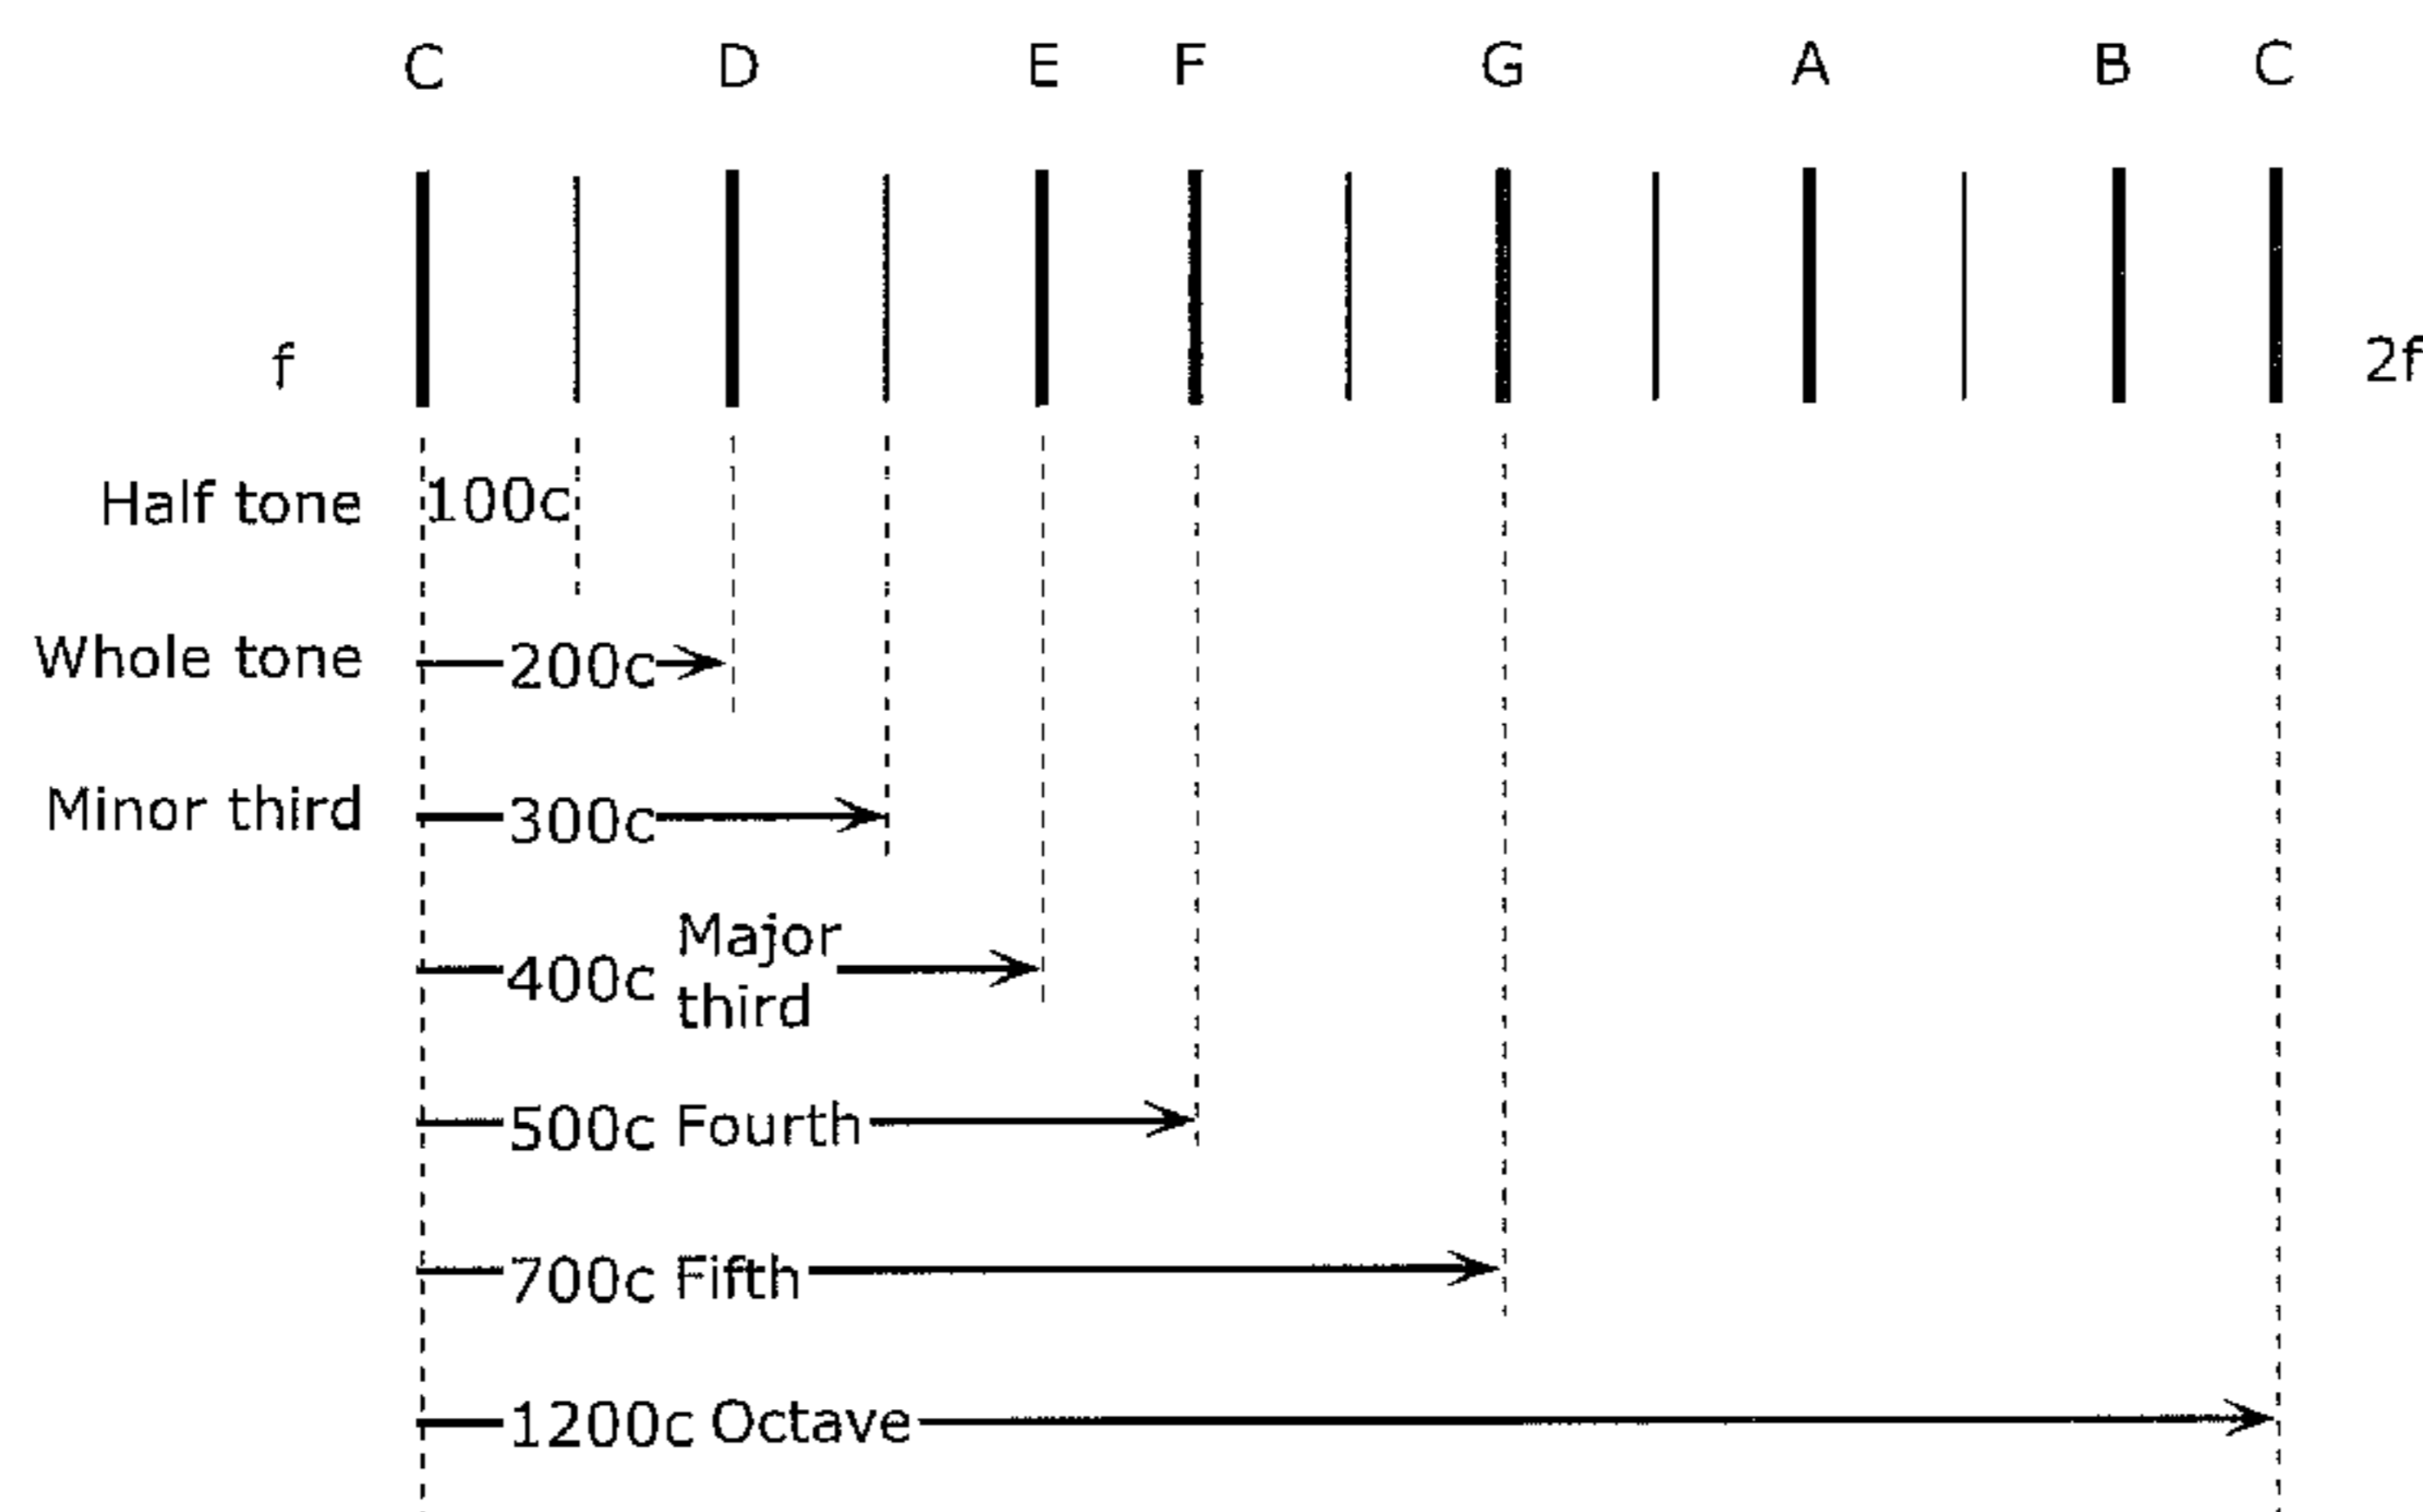 C D E F G A B C
f 2f
Half tone 100c
Whole tone 200c
Minor third 300c
400c Major third
500c Fourth
700c Fifth
1200c Octave